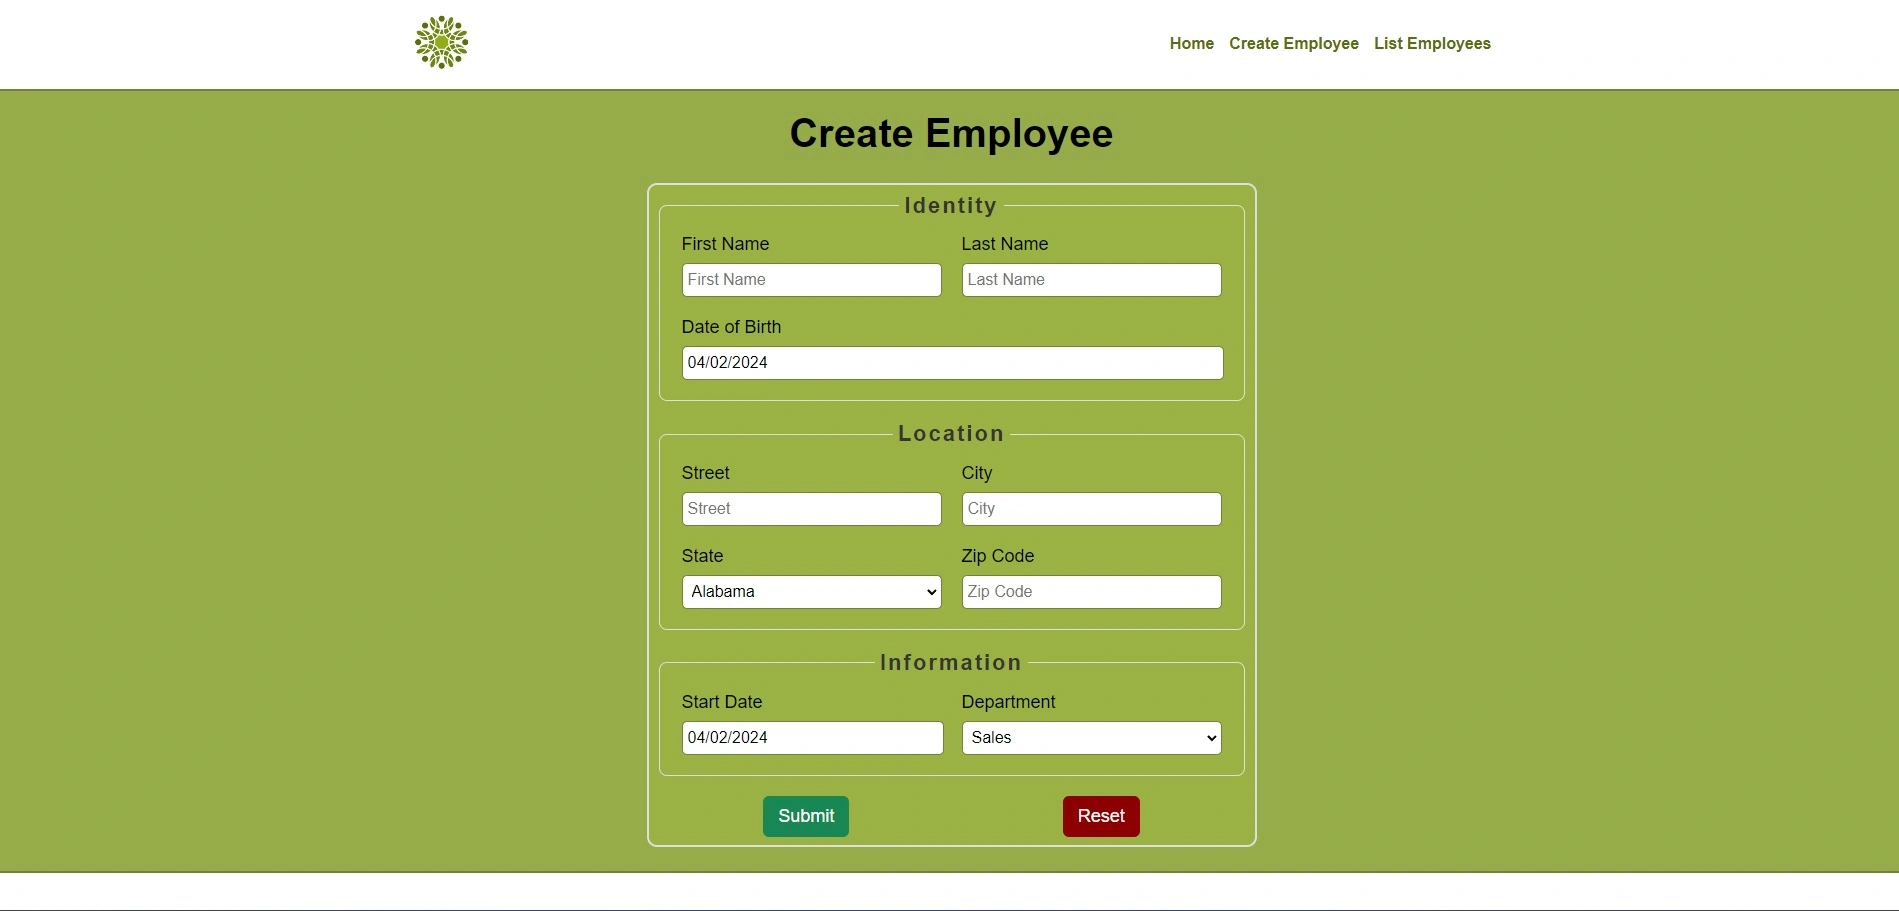 Home Create Employee List Employees
Create Employee
Identity
First Name Last Name
First Name Last Name
Date of Birth
04/02/2024
Location
Street City
Street City
State Zip Code
Alabama Zip Code
Information
Start Date Department
04/02/2024 Sales
Submit Reset